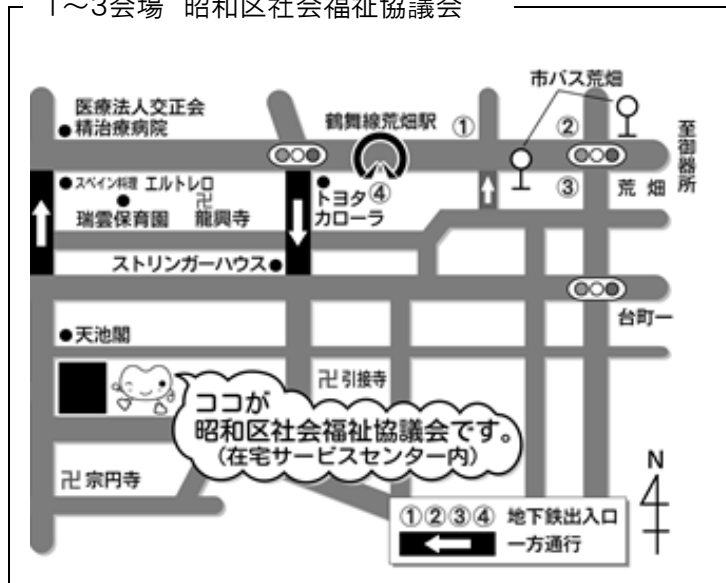 1～3会場 昭和区社会福祉協議会
市バス荒畑
医療法人交正会
精治療病院
鶴舞線荒畑駅
①
②
至御器所
スペイン料理 エルトレロ
卍
瑞雲保育園
龍興寺
トヨタ
カローラ
④
③
荒畑
ストリンガーハウス
台町一
天池閣
卍引接寺
ココが
昭和区社会福祉協議会です。
(在宅サービスセンター内)
卍宗円寺
N
①②③④ 地下鉄出入口
一方通行